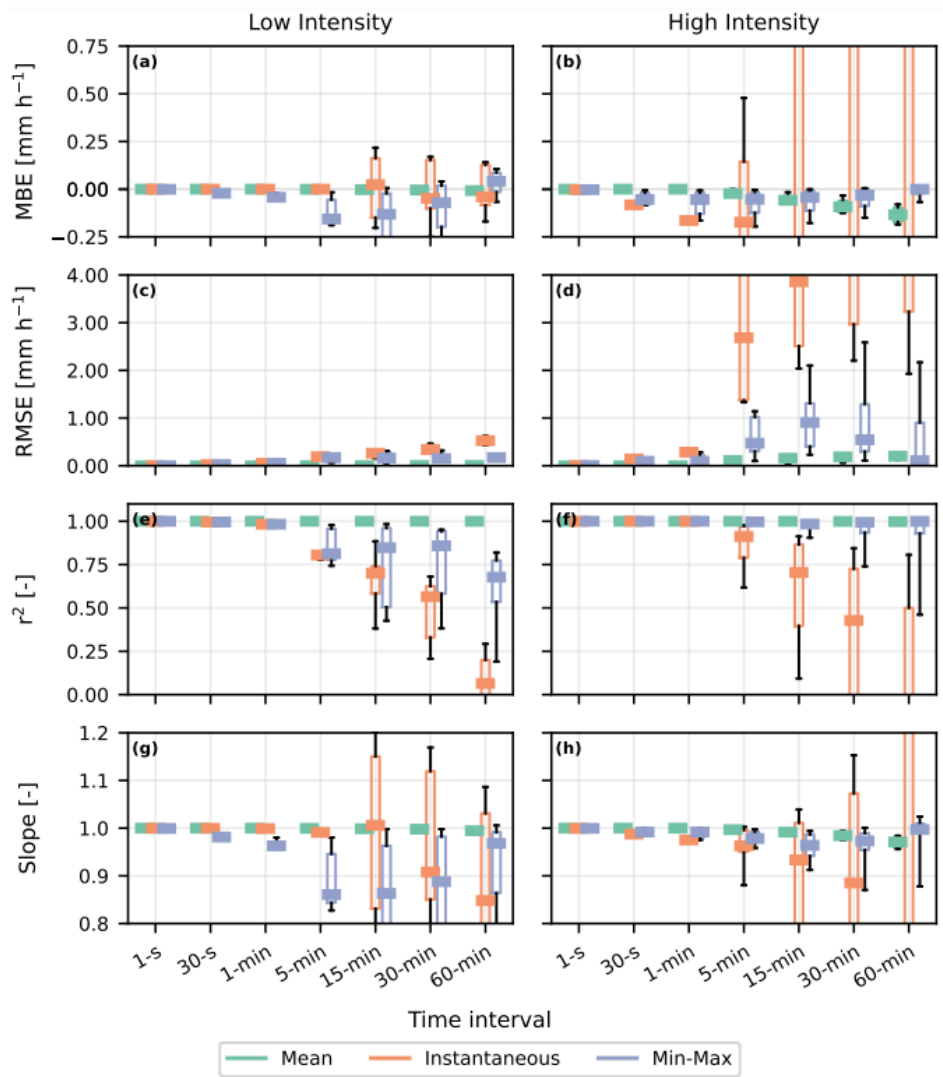 Low Intensity
High Intensity
MBE [mm h⁻¹]
0.75
0.50
0.25
0.00
−0.25
(a)
(b)
RMSE [mm h⁻¹]
4.00
3.00
2.00
1.00
0.00
(c)
(d)
r² [-]
1.00
0.75
0.50
0.25
0.00
(e)
(f)
Slope [-]
1.2
1.1
1.0
0.9
0.8
(g)
(h)
1-s 30-s 1-min 5-min 15-min 30-min 60-min
1-s 30-s 1-min 5-min 15-min 30-min 60-min
Time interval
Mean Instantaneous Min-Max